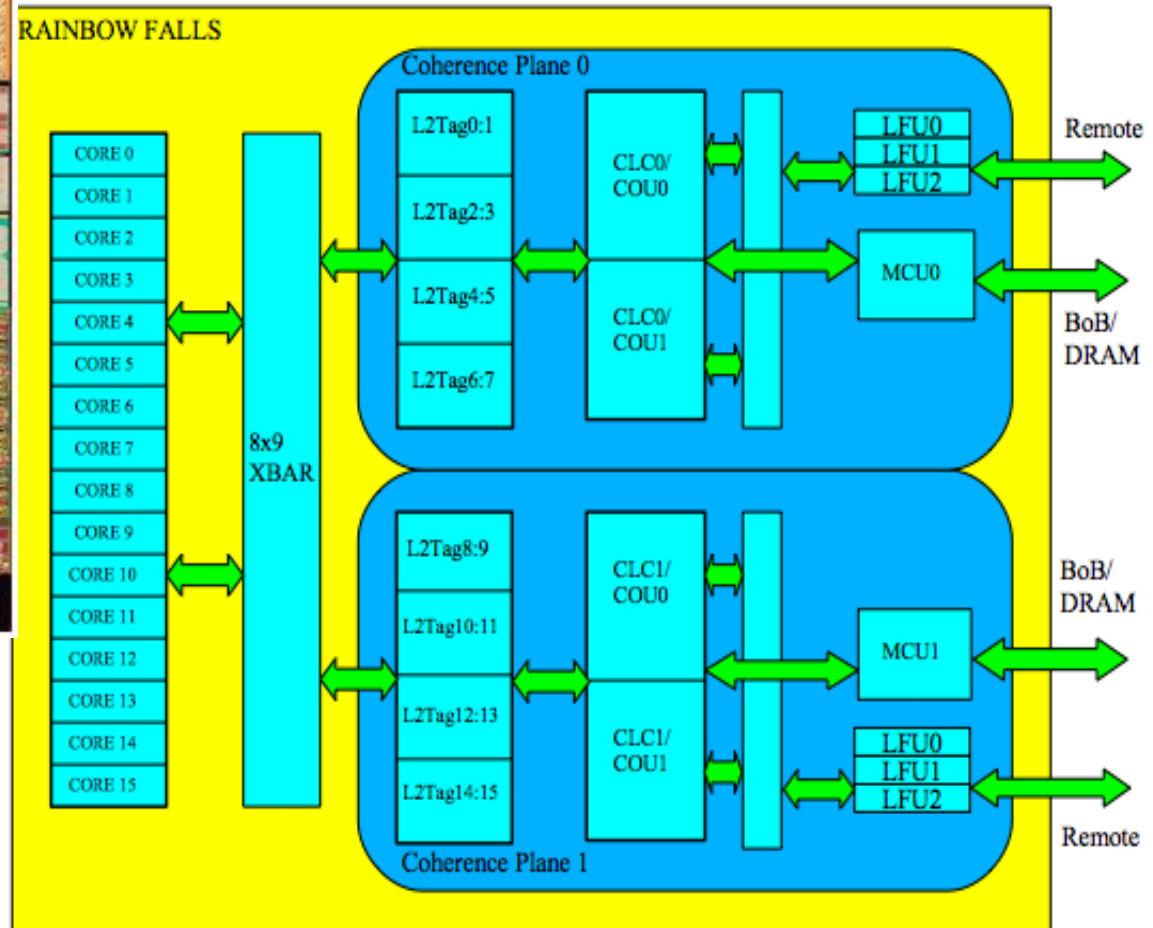 RAINBOW FALLS
CORE 0
CORE 1
CORE 2
CORE 3
CORE 4
CORE 5
CORE 6
CORE 7
CORE 8
CORE 9
CORE 10
CORE 11
CORE 12
CORE 13
CORE 14
CORE 15
8x9
XBAR
Coherence Plane 0
L2Tag0:1
L2Tag2:3
L2Tag4:5
L2Tag6:7
CLC0/
COU0
CLC0/
COU1
LFU0
LFU1
LFU2
MCU0
Remote
BoB/
DRAM
L2Tag8:9
L2Tag10:11
L2Tag12:13
L2Tag14:15
CLC1/
COU0
CLC1/
COU1
MCU1
LFU0
LFU1
LFU2
BoB/
DRAM
Remote
Coherence Plane 1